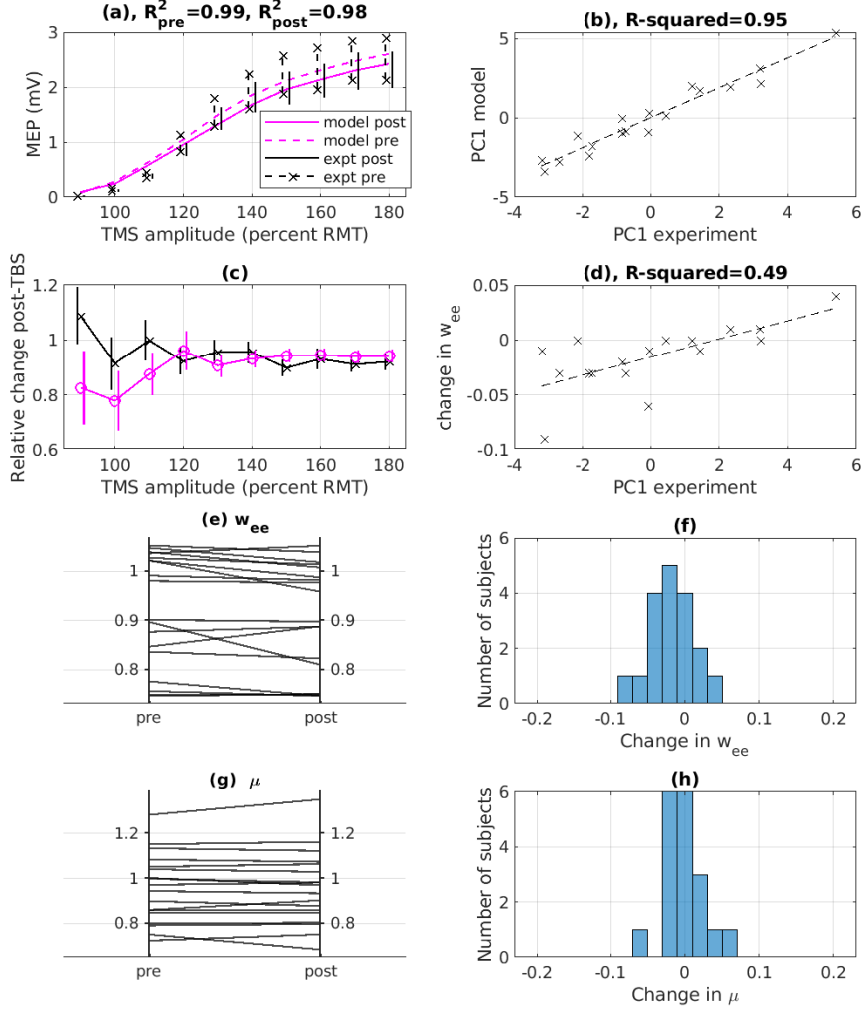 (a), R²pre=0.99, R²post=0.98
MEP (mV)
3
2
1
0
100
120
140
160
180
TMS amplitude (percent RMT)
model post
model pre
expt post
expt pre
(b), R-squared=0.95
PC1 model
5
0
-5
-4
-2
0
2
4
6
PC1 experiment
(c)
Relative change post-TBS
1.2
1
0.8
0.6
100
120
140
160
180
TMS amplitude (percent RMT)
(d), R-squared=0.49
change in wee
0.05
0
-0.05
-0.1
-4
-2
0
2
4
6
PC1 experiment
(e) wee
1
0.9
0.8
1
0.9
0.8
pre
post
(f)
Number of subjects
6
4
2
0
-0.2
-0.1
0
0.1
0.2
Change in wee
(g) μ
1.2
1
0.8
1.2
1
0.8
pre
post
(h)
Number of subjects
6
4
2
0
-0.2
-0.1
0
0.1
0.2
Change in μ